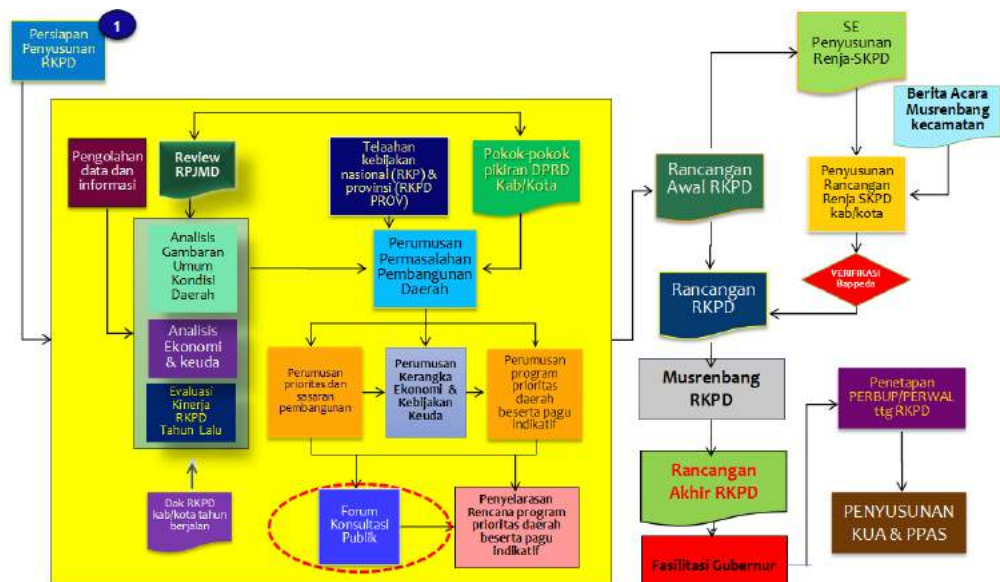 Persiapan
Penyusunan
RKPD
1
Pengolahan
data dan
informasi
Review
RPJMD
Telaahan
kebijakan
nasional (RKP) &
provinsi (RKPD
PROV)
Pokok-pokok
pikiran DPRD
Kab/Kota
Analisis
Gambaran
Umum
Kondisi
Daerah
Perumusan
Permasalahan
Pembangunan
Daerah
Analisis
Ekonomi
& keuda
Evaluasi
Kinerja
RKPD
Tahun Lalu
Perumusan
prioritas dan
sasaran
pembangunan
Perumusan
Kerangka
Ekonomi &
Kebijakan
Keuda
Perumusan
program
prioritas
daerah
beserta pagu
indikatif
Dok RKPD
kab/kota tahun
berjalan
Forum
Konsultasi
Publik
Penyelarasan
Rencana program
prioritas daerah
beserta pagu
indikatif
SE
Penyusunan
Renja-SKPD
Berita Acara
Musrenbang
kecamatan
Rancangan
Awal RKPD
Penyusunan
Rancangan
Renja SKPD
kab/kota
VERIFIKASI
Bappeda
Rancangan
RKPD
Musrenbang
RKPD
Penetapan
PERBUP/PERWAL
ttg RKPD
Rancangan
Akhir RKPD
Fasilitasi Gubernur
PENYUSUNAN
KUA & PPAS